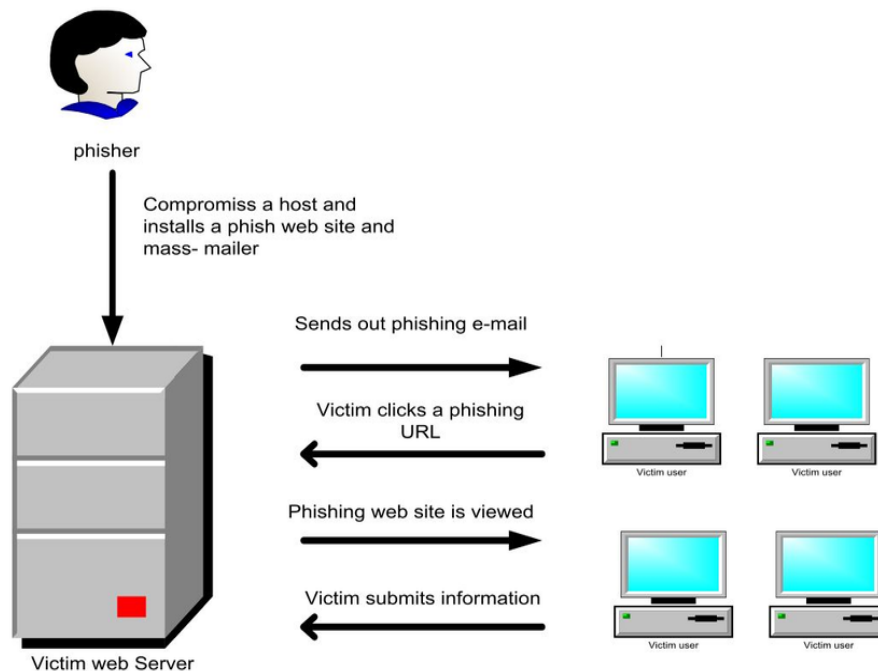 phisher
Compromiss a host and
installs a phish web site and
mass- mailer
Sends out phishing e-mail
Victim clicks a phishing
URL
Victim user
Victim user
Phishing web site is viewed
Victim submits information
Victim user
Victim user
Victim web Server